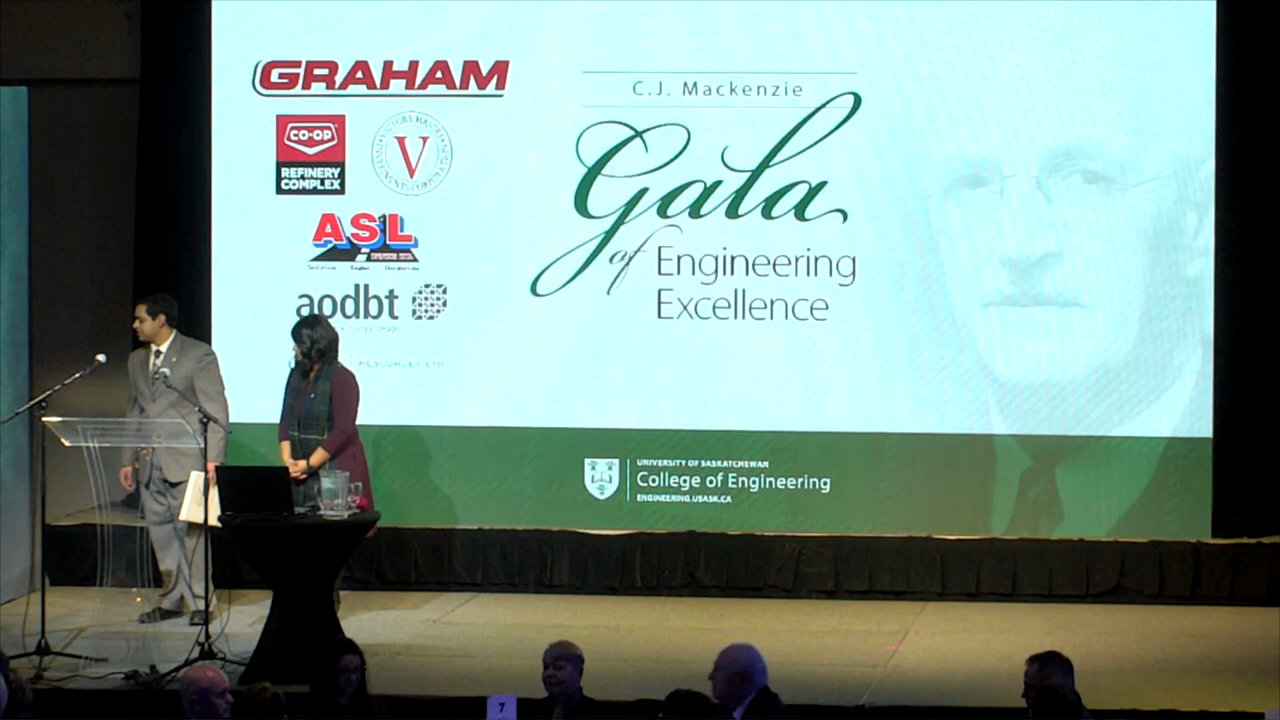 GRAHAM
CO-OP
REFINERY
COMPLEX
V
ASL
aodbt
C.J. Mackenzie
Gala
of Engineering
Excellence
UNIVERSITY OF SASKATCHEWAN
College of Engineering
ENGINEERING.USASK.CA
7